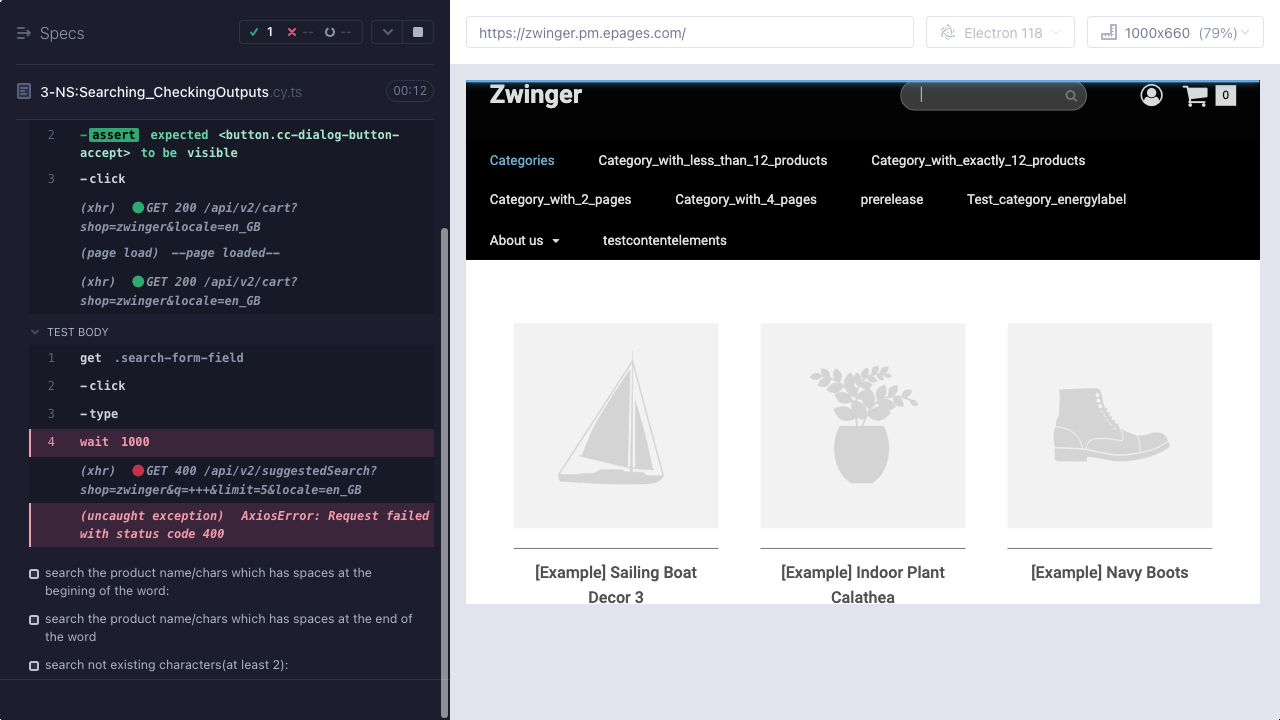 Specs
1
--
--
3-NS:Searching_CheckingOutputs.cy.ts
00:12
2 -assert expected <button.cc-dialog-button-
accept> to be visible
3 -click
(xhr) GET 200 /api/v2/cart?
shop=zwinger&locale=en_GB
(page load) --page loaded--
(xhr) GET 200 /api/v2/cart?
shop=zwinger&locale=en_GB
TEST BODY
1 get .search-form-field
2 -click
3 -type
4 wait 1000
(xhr) GET 400 /api/v2/suggestedSearch?
shop=zwinger&q=+++&limit=5&locale=en_GB
(uncaught exception) AxiosError: Request failed
with status code 400
search the product name/chars which has spaces at the
begining of the word:
search the product name/chars which has spaces at the end of
the word
search not existing characters(at least 2):
https://zwinger.pm.epages.com/
Electron 118
1000x660 (79%)
Zwinger
0
Categories Category_with_less_than_12_products Category_with_exactly_12_products
Category_with_2_pages Category_with_4_pages prerelease Test_category_energylabel
About us testcontentelements
[Example] Sailing Boat
Decor 3
[Example] Indoor Plant
Calathea
[Example] Navy Boots